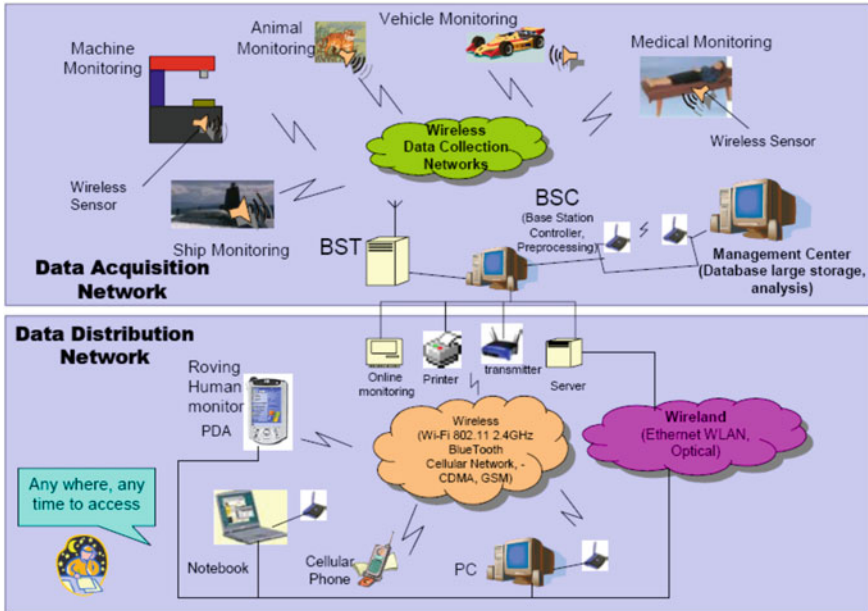 Machine
Monitoring
Animal
Monitoring
Vehicle Monitoring
Medical Monitoring
Wireless
Data Collection
Networks
Wireless Sensor
Wireless
Sensor
Ship Monitoring
BST
BSC
(Base Station
Controller,
Preprocessing)
Management Center
(Database large storage,
analysis)
Data Acquisition
Network
Data Distribution
Network
Online
monitoring
Printer
transmitter
Server
Roving
Human
monitor
PDA
Wireless
(Wi-Fi 802.11 2.4GHz
BlueTooth
Cellular Network, -
CDMA, GSM)
Wireland
(Ethernet WLAN,
Optical)
Any where, any
time to access
Notebook
Cellular
Phone
PC